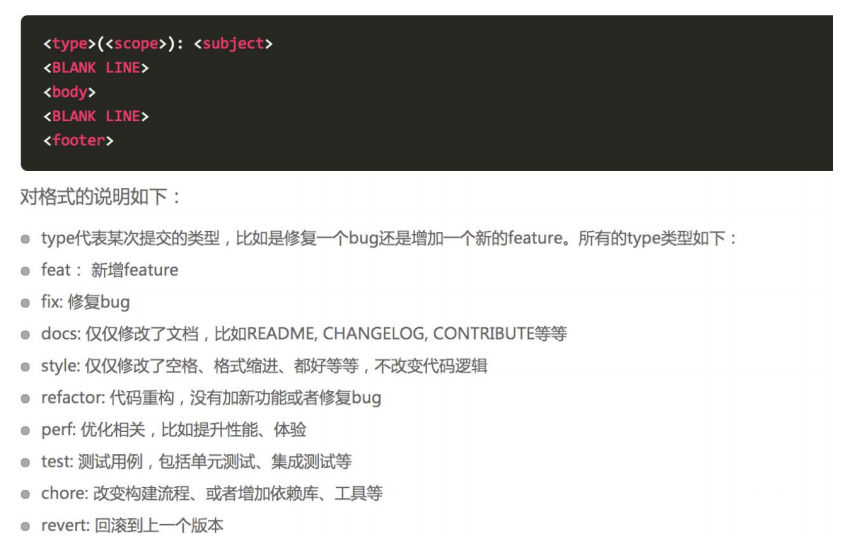 <type>(<scope>): <subject>
<BLANK LINE>
<body>
<BLANK LINE>
<footer>
对格式的说明如下：
type代表某次提交的类型，比如是修复一个bug还是增加一个新的feature。所有的type类型如下：
feat： 新增feature
fix: 修复bug
docs: 仅仅修改了文档，比如README, CHANGELOG, CONTRIBUTE等等
style: 仅仅修改了空格、格式缩进、都好等等，不改变代码逻辑
refactor: 代码重构，没有加新功能或者修复bug
perf: 优化相关，比如提升性能、体验
test: 测试用例，包括单元测试、集成测试等
chore: 改变构建流程、或者增加依赖库、工具等
revert: 回滚到上一个版本